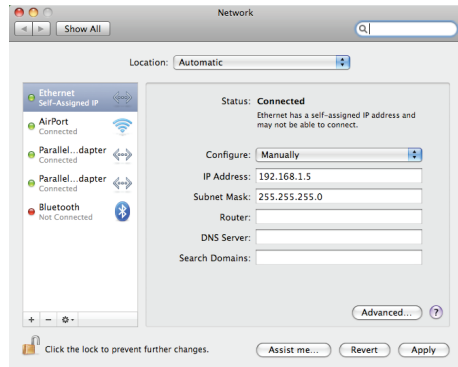 Network
Show All
Location: Automatic
Ethernet
Self-Assigned IP
AirPort
Connected
Parallel...dapter
Connected
Parallel...dapter
Connected
Bluetooth
Not Connected
Status: Connected
Ethernet has a self-assigned IP address and
may not be able to connect.
Configure: Manually
IP Address: 192.168.1.5
Subnet Mask: 255.255.255.0
Router:
DNS Server:
Search Domains:
Advanced... ?
+ −
Click the lock to prevent further changes.
Assist me... Revert Apply